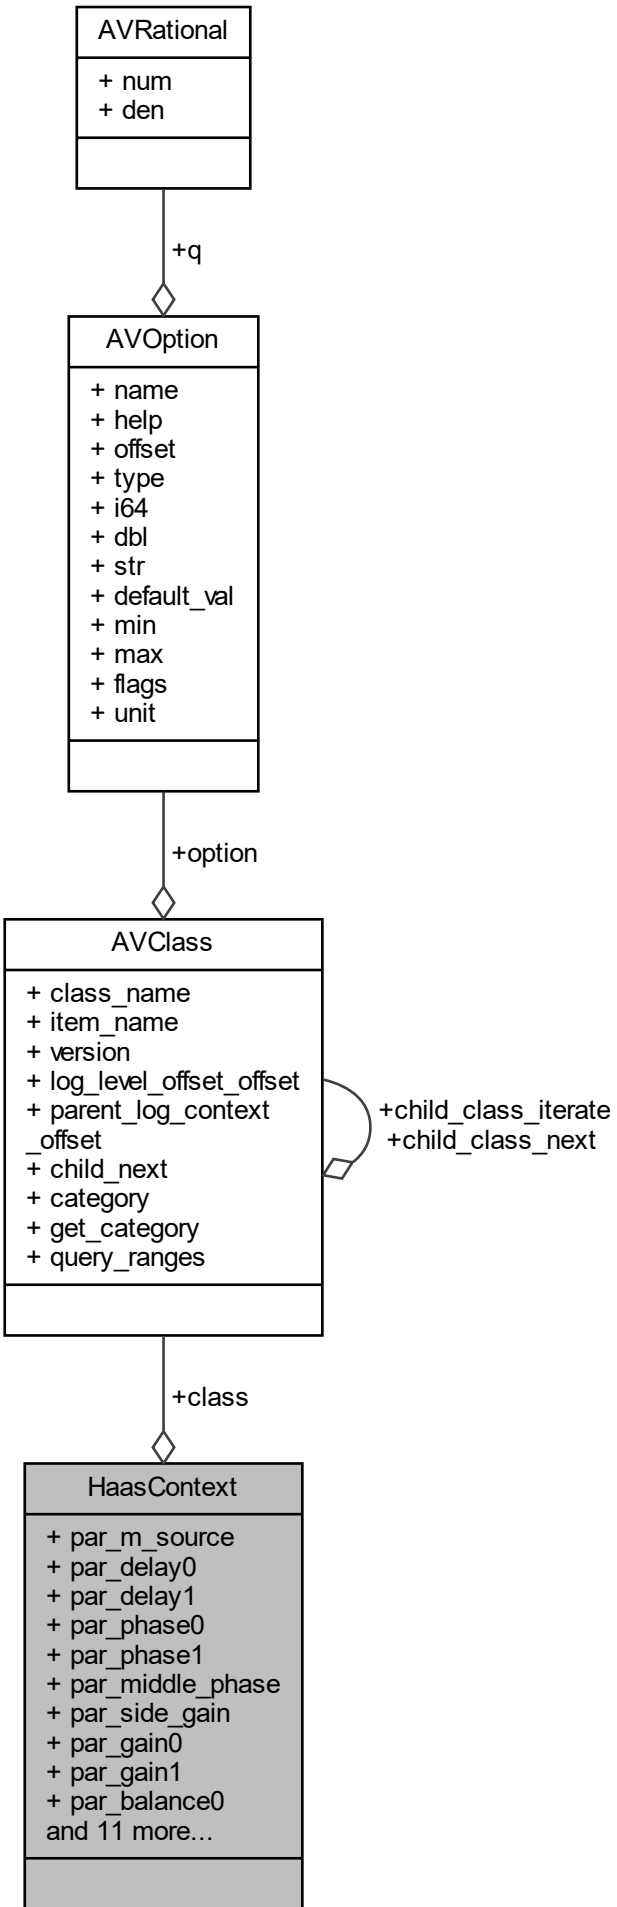 AVRational
+ num
+ den
+q
AVOption
+ name
+ help
+ offset
+ type
+ i64
+ dbl
+ str
+ default_val
+ min
+ max
+ flags
+ unit
+option
AVClass
+ class_name
+ item_name
+ version
+ log_level_offset_offset
+ parent_log_context
_offset
+ child_next
+ category
+ get_category
+ query_ranges
+child_class_iterate
+child_class_next
+class
HaasContext
+ par_m_source
+ par_delay0
+ par_delay1
+ par_phase0
+ par_phase1
+ par_middle_phase
+ par_side_gain
+ par_gain0
+ par_gain1
+ par_balance0
and 11 more...